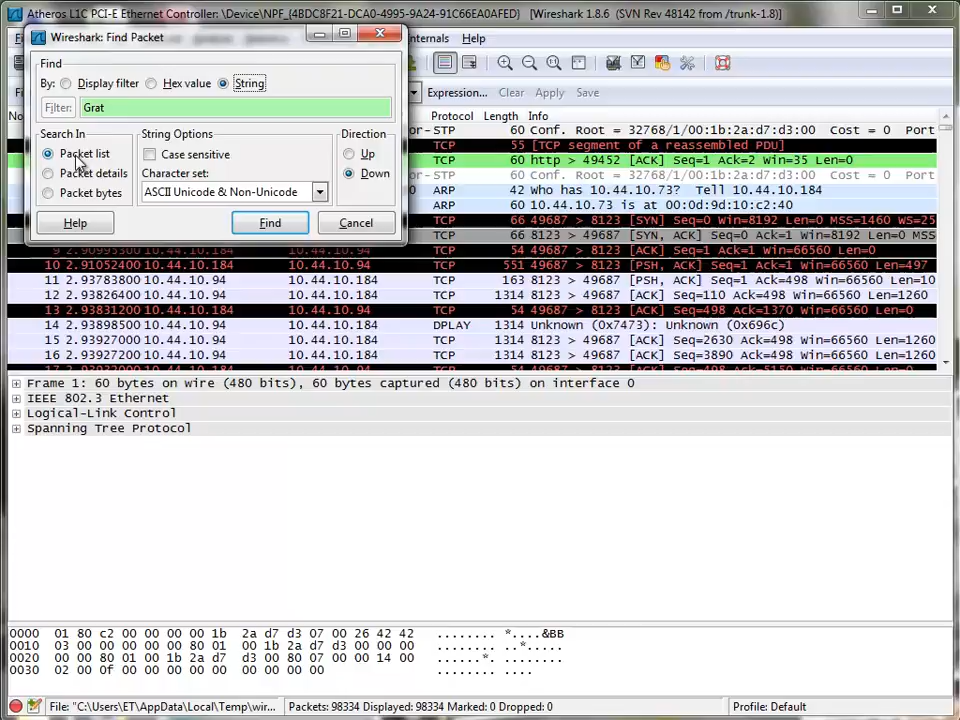 Atheros L1C PCI-E Ethernet Controller: \Device\NPF_{4BDC8F21-DCA0-4995-9A24-91C66EA0AFED} [Wireshark 1.8.6 (SVN Rev 48142 from /trunk-1.8)]
Wireshark: Find Packet
nternals Help
Find
By: Display filter Hex value String
Filter: Grat
Expression... Clear Apply Save
Search In String Options Direction
Packet list Case sensitive Up
Packet details Character set: Down
Packet bytes ASCII Unicode & Non-Unicode
Help Find Cancel
Protocol Length Info
or- STP 60 Conf. Root = 32768/1/00:1b:2a:d7:d3:00 Cost = 0 Port
TCP 55 [TCP segment of a reassembled PDU]
TCP 60 http > 49452 [ACK] Seq=1 Ack=2 Win=35 Len=0
or- STP 60 Conf. Root = 32768/1/00:1b:2a:d7:d3:00 Cost = 0 Port
ARP 42 Who has 10.44.10.73? Tell 10.44.10.184
ARP 60 10.44.10.73 is at 00:0d:9d:10:c2:40
TCP 66 49687 > 8123 [SYN] Seq=0 Win=8192 Len=0 MSS=1460 WS=25
TCP 66 8123 > 49687 [SYN, ACK] Seq=0 Ack=1 Win=8192 Len=0 MSS
9 2.90995300 10.44.10.184 10.44.10.94 TCP 54 49687 > 8123 [ACK] Seq=1 Ack=1 Win=66560 Len=0
10 2.91052400 10.44.10.184 10.44.10.94 TCP 551 49687 > 8123 [PSH, ACK] Seq=1 Ack=1 Win=66560 Len=497
11 2.93785400 10.44.10.94 10.44.10.184 TCP 163 8123 > 49687 [PSH, ACK] Seq=1 Ack=498 Win=66560 Len=10
12 2.93826400 10.44.10.94 10.44.10.184 TCP 1314 8123 > 49687 [ACK] Seq=110 Ack=498 Win=66560 Len=1260
13 2.93831200 10.44.10.184 10.44.10.94 TCP 54 49687 > 8123 [ACK] Seq=498 Ack=1370 Win=66560 Len=0
14 2.93898500 10.44.10.94 10.44.10.184 DPLAY 1314 Unknown (0x7473): Unknown (0x696c)
15 2.93927000 10.44.10.94 10.44.10.184 TCP 1314 8123 > 49687 [ACK] Seq=2630 Ack=498 Win=66560 Len=1260
16 2.93927100 10.44.10.94 10.44.10.184 TCP 1314 8123 > 49687 [ACK] Seq=3890 Ack=498 Win=66560 Len=1260
Frame 1: 60 bytes on wire (480 bits), 60 bytes captured (480 bits) on interface 0
IEEE 802.3 Ethernet
Logical-Link Control
Spanning Tree Protocol
0000 01 80 c2 00 00 00 00 1b 2a d7 d3 07 00 26 42 42 ........ *....&BB
0010 03 00 00 00 00 00 80 01 00 1b 2a d7 d3 00 00 00 ........ ..*.....
0020 00 00 80 01 00 1b 2a d7 d3 00 80 07 00 00 14 00 ......*. ........
0030 02 00 0f 00 00 00 00 00 00 00 00 00 ........ ....
File: "C:\Users\ET\AppData\Local\Temp\wir... Packets: 98334 Displayed: 98334 Marked: 0 Dropped: 0 Profile: Default